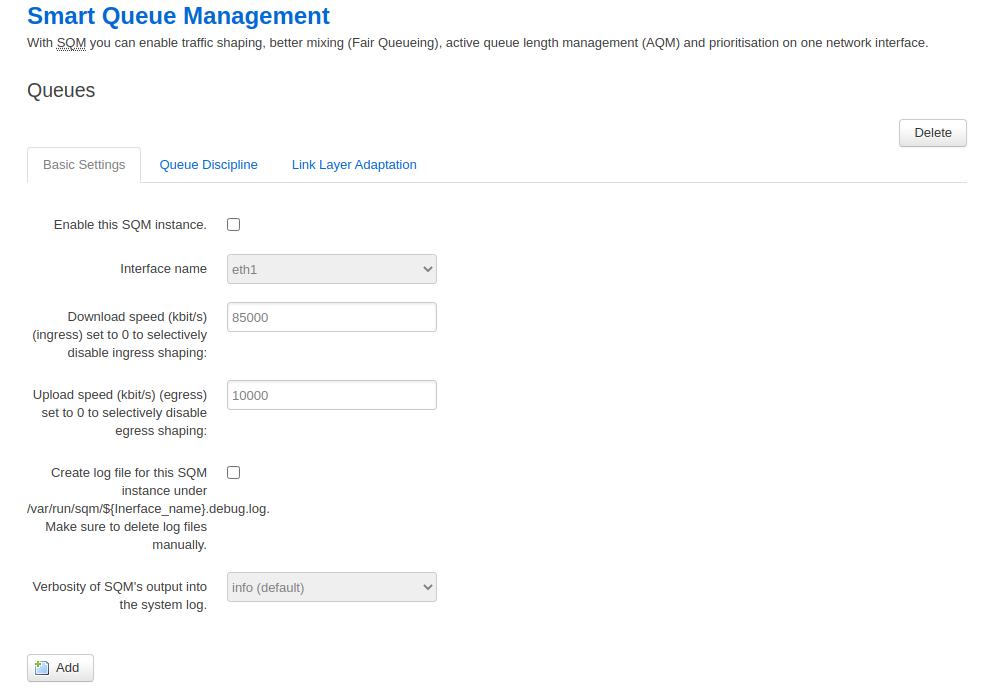 Smart Queue Management
With SQM you can enable traffic shaping, better mixing (Fair Queueing), active queue length management (AQM) and prioritisation on one network interface.
Queues
Delete
Basic Settings
Queue Discipline
Link Layer Adaptation
Enable this SQM instance.
Interface name
eth1
Download speed (kbit/s)
(ingress) set to 0 to selectively
disable ingress shaping:
85000
Upload speed (kbit/s) (egress)
set to 0 to selectively disable
egress shaping:
10000
Create log file for this SQM
instance under
/var/run/sqm/${Inerface_name}.debug.log.
Make sure to delete log files
manually.
Verbosity of SQM's output into
the system log.
info (default)
Add